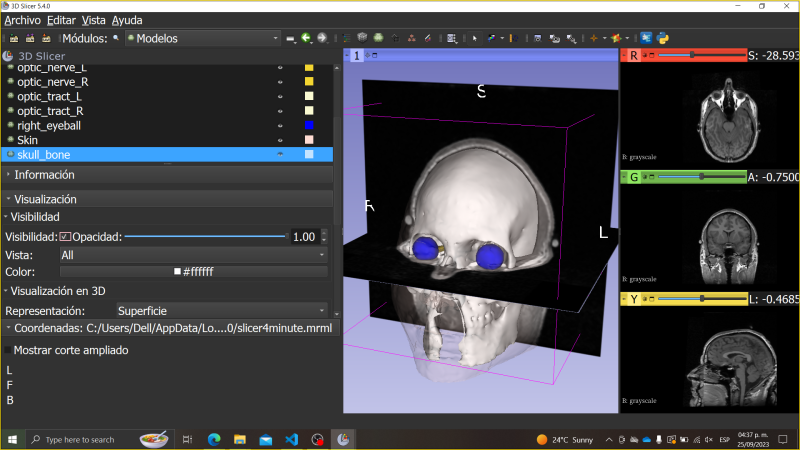 3D Slicer 5.4.0
Archivo Editar Vista Ayuda
Módulos: Modelos
3D Slicer
optic_nerve_L
optic_nerve_R
optic_tract_L
optic_tract_R
right_eyeball
Skin
skull_bone
Información
Visualización
Visibilidad
Visibilidad: Opacidad: 1.00
Vista: All
Color: #ffffff
Visualización en 3D
Representación: Superficie
Coordenadas: C:/Users/Dell/AppData/Lo....0/slicer4minute.mrml
Mostrar corte ampliado
L
F
B
1
S
R
L
R S: -28.593
B: grayscale
G A: -0.7500
B: grayscale
Y L: -0.4685
B: grayscale
Type here to search
24°C Sunny
ESP
04:37 p. m.
25/09/2023